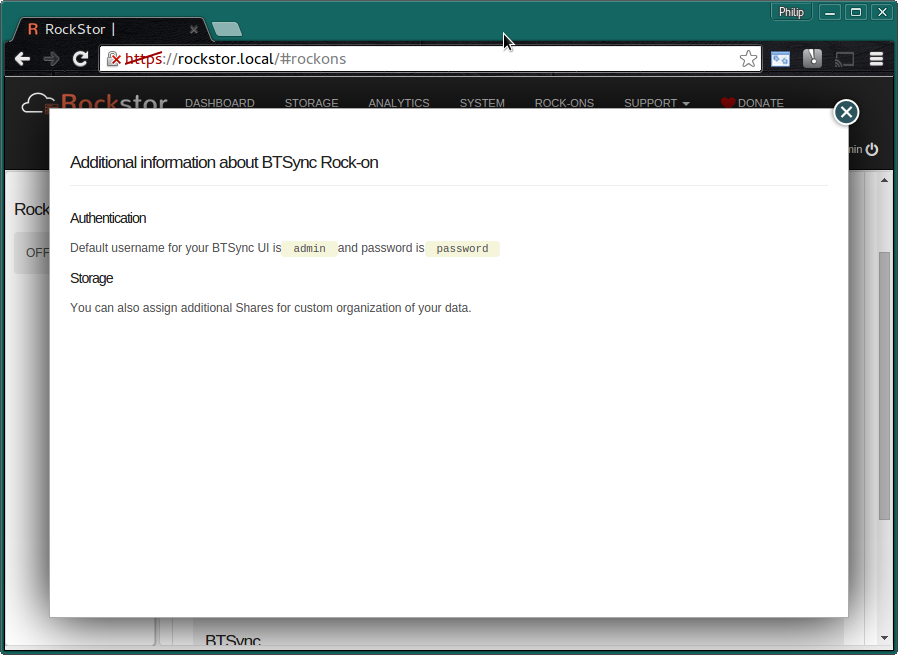 Philip
R RockStor |
https://rockstor.local/#rockons
Rockstor DASHBOARD STORAGE ANALYTICS SYSTEM ROCK-ONS SUPPORT DONATE
min
Additional information about BTSync Rock-on
Rock
Authentication
OFF
Default username for your BTSync UI is admin and password is password
Storage
You can also assign additional Shares for custom organization of your data.
BTSync